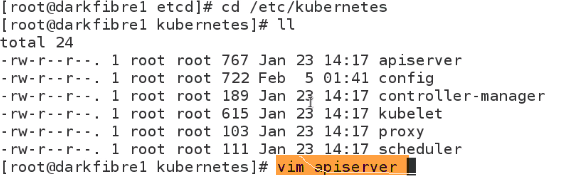 [root@darkfibre1 etcd]# cd /etc/kubernetes
[root@darkfibre1 kubernetes]# ll
total 24
-rw-r--r--. 1 root root 767 Jan 23 14:17 apiserver
-rw-r--r--. 1 root root 722 Feb  5 01:41 config
-rw-r--r--. 1 root root 189 Jan 23 14:17 controller-manager
-rw-r--r--. 1 root root 615 Jan 23 14:17 kubelet
-rw-r--r--. 1 root root 103 Jan 23 14:17 proxy
-rw-r--r--. 1 root root 111 Jan 23 14:17 scheduler
[root@darkfibre1 kubernetes]# vim apiserver